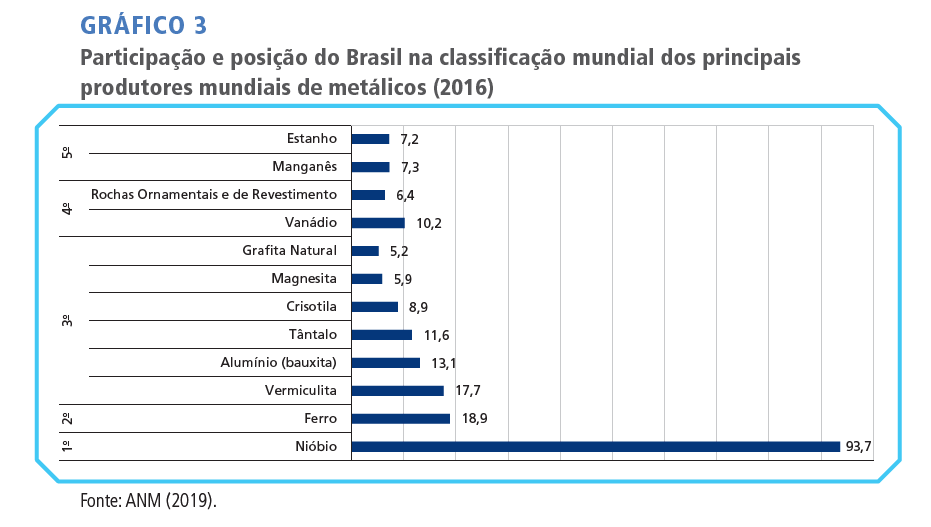 GRÁFICO 3
Participação e posição do Brasil na classificação mundial dos principais
produtores mundiais de metálicos (2016)
5º
Estanho 7,2
Manganês 7,3
4º
Rochas Ornamentais e de Revestimento 6,4
Vanádio 10,2
3º
Grafita Natural 5,2
Magnesita 5,9
Crisotila 8,9
Tântalo 11,6
Alumínio (bauxita) 13,1
Vermiculita 17,7
2º
Ferro 18,9
1º
Nióbio 93,7
Fonte: ANM (2019).